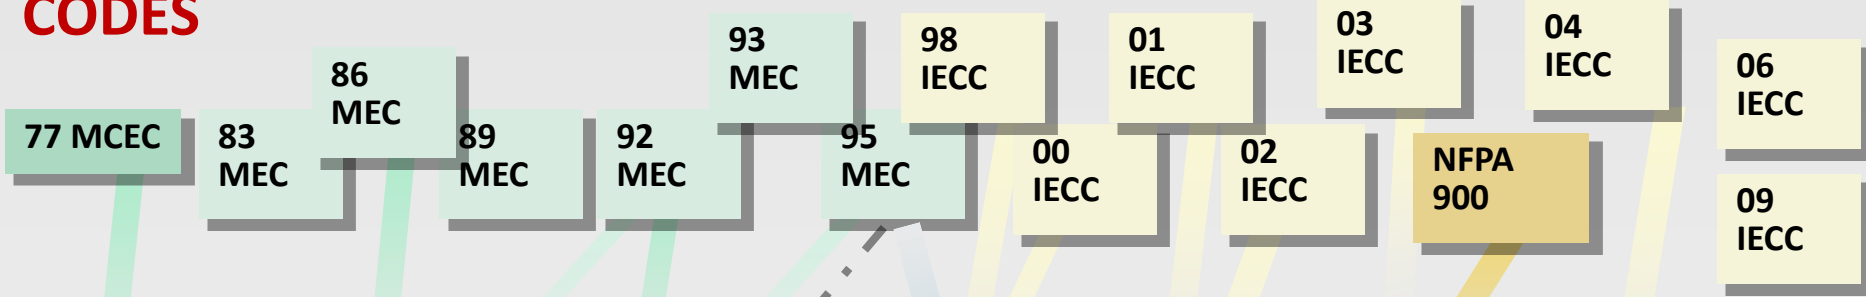 CODES
77 MCEC
83
MEC
86
MEC
89
MEC
92
MEC
93
MEC
95
MEC
98
IECC
00
IECC
01
IECC
02
IECC
03
IECC
NFPA
900
04
IECC
06
IECC
09
IECC